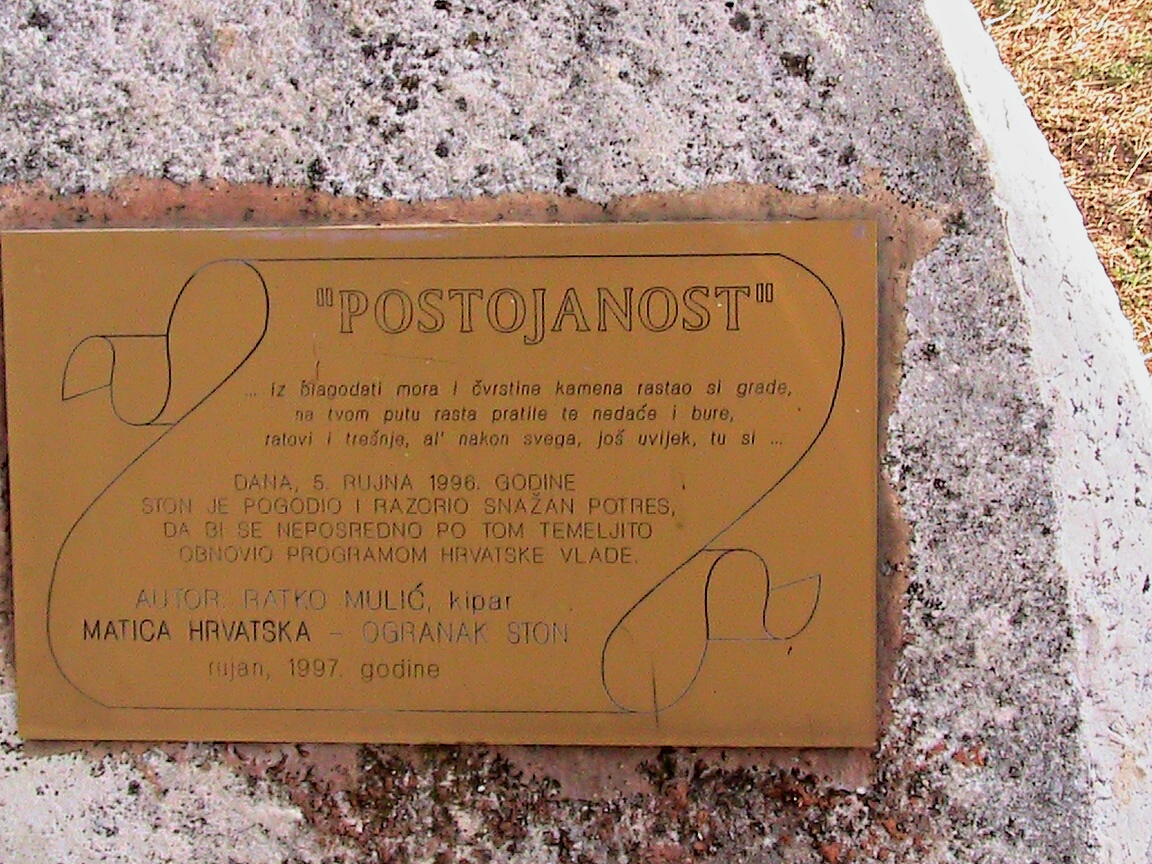 "POSTOJANOST"
... iz blagodati mora i čvrstine kamena rastao si grade,
na tvom putu rasta pratile te nedaće i bure,
ratovi i trešnje, al' nakon svega, još uvijek, tu si ...
DANA, 5. RUJNA 1996. GODINE
STON JE POGODIO I RAZORIO SNAŽAN POTRES,
DA BI SE NEPOSREDNO PO TOM TEMELJITO
OBNOVIO PROGRAMOM HRVATSKE VLADE.
AUTOR: RATKO MULIĆ, kipar
MATICA HRVATSKA - OGRANAK STON
rujan, 1997. godine